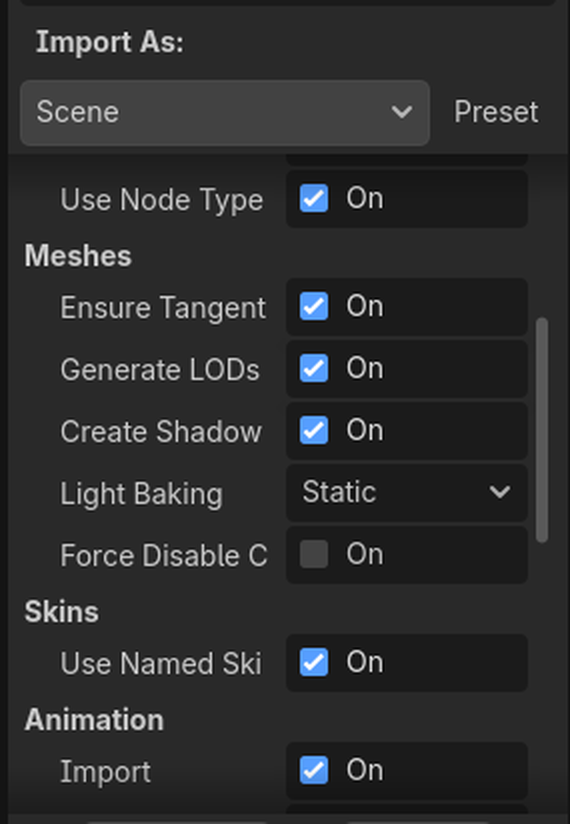 Import As:
Scene Preset
Use Node Type On
Meshes
Ensure Tangent On
Generate LODs On
Create Shadow On
Light Baking Static
Force Disable C On
Skins
Use Named Ski On
Animation
Import On